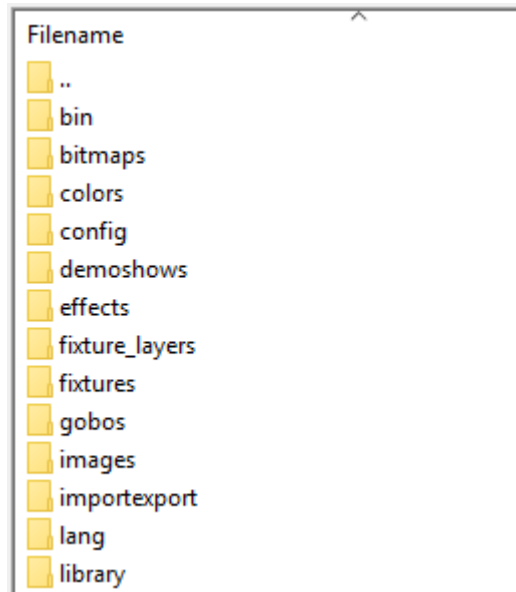 Filename
..
bin
bitmaps
colors
config
demoshows
effects
fixture_layers
fixtures
gobos
images
importexport
lang
library